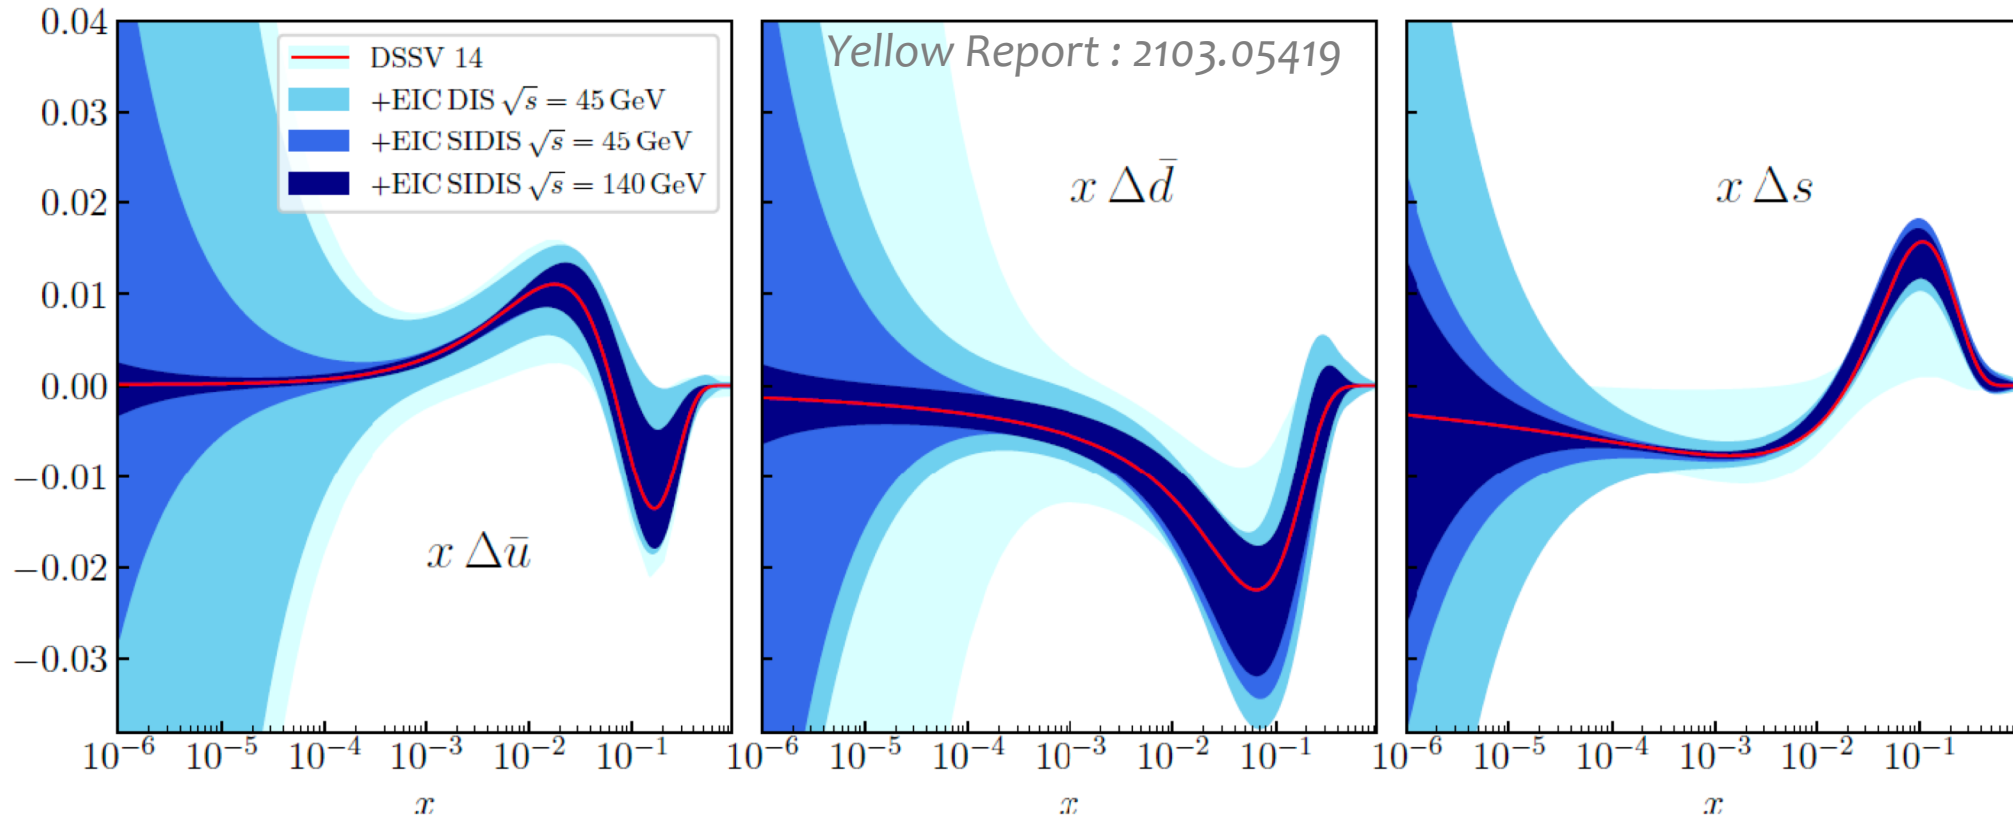 0.04
0.03
0.02
0.01
0.00
−0.01
−0.02
−0.03
DSSV 14
+EIC DIS √s = 45 GeV
+EIC SIDIS √s = 45 GeV
+EIC SIDIS √s = 140 GeV
x Δū
10⁻⁶ 10⁻⁵ 10⁻⁴ 10⁻³ 10⁻² 10⁻¹
x
Yellow Report : 2103.05419
x Δd̄
10⁻⁶ 10⁻⁵ 10⁻⁴ 10⁻³ 10⁻² 10⁻¹
x
x Δs
10⁻⁶ 10⁻⁵ 10⁻⁴ 10⁻³ 10⁻² 10⁻¹
x